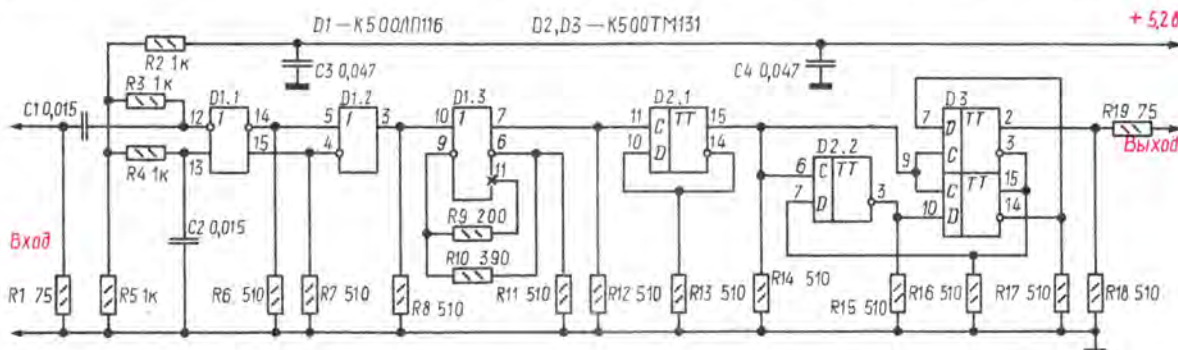 D1 — К500ЛП116
D2, D3 — К500ТМ131
+ 5,2 в
R2 1к
C3 0,047
C4 0,047
R3 1к
C1 0,015
D1.1
D1.2
D1.3
D2.1
D2.2
D3
R19 75
Выход
12
13
14
15
1
5
4
3
1
10
9
7
6
11
1
11
10
C TT
D
15
14
6
7
C TT
D
3
7
9
10
D TT
C
C TT
D
2
3
15
14
R4 1к
C2 0,015
R9 200
R10 390
Вход
R1 75
R5 1к
R6 510
R7 510
R8 510
R11 510
R12 510
R13 510
R14 510
R15 510
R16 510
R17 510
R18 510